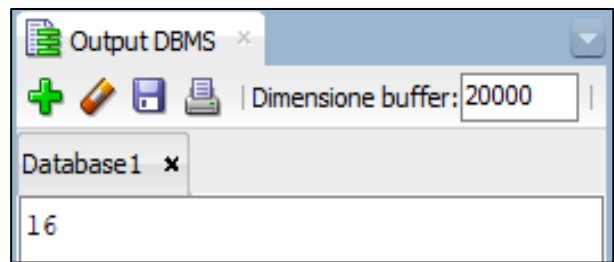 Output DBMS
Dimensione buffer: 20000
Database1
16